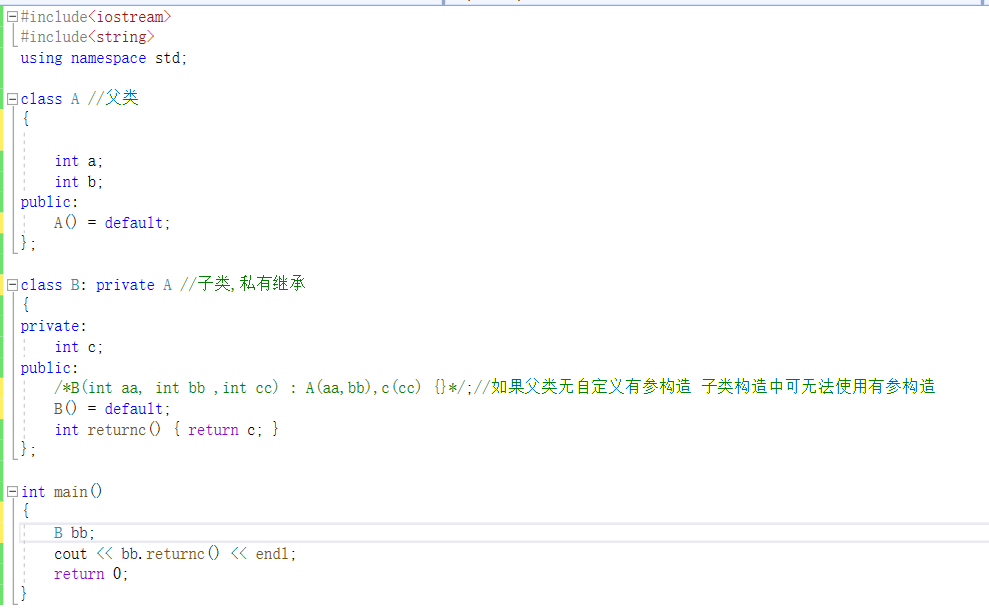 #include<iostream>
#include<string>
using namespace std;
class A //父类
{
int a;
int b;
public:
A() = default;
};
class B: private A //子类,私有继承
{
private:
int c;
public:
/*B(int aa, int bb ,int cc) : A(aa,bb),c(cc) {}*/;//如果父类无自定义有参构造 子类构造中可无法使用有参构造
B() = default;
int returnc() { return c; }
};
int main()
{
B bb;
cout << bb.returnc() << endl;
return 0;
}